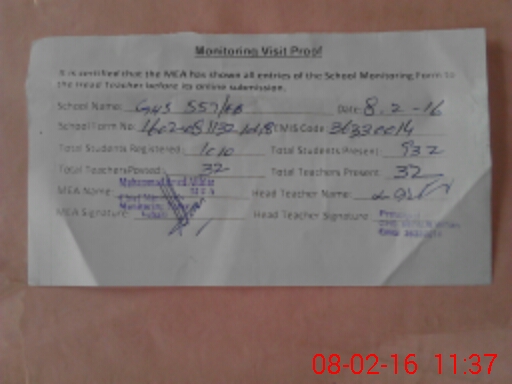 Monitoring Visit Proof
It is certified that the MEA has shown all entries of the School Monitoring Form to
the Head Teacher before its online submission.
School Name: GHS 557/EB Date: 8.2-16
School Form No: EMIS Code 36330014
Total Students Registered: 1010 Total Students Present: 932
Total Teachers Posted: 32 Total Teachers Present: 32
MEA Name: Head Teacher Name:
MEA Signature: Head Teacher Signature:
08-02-16 11:37